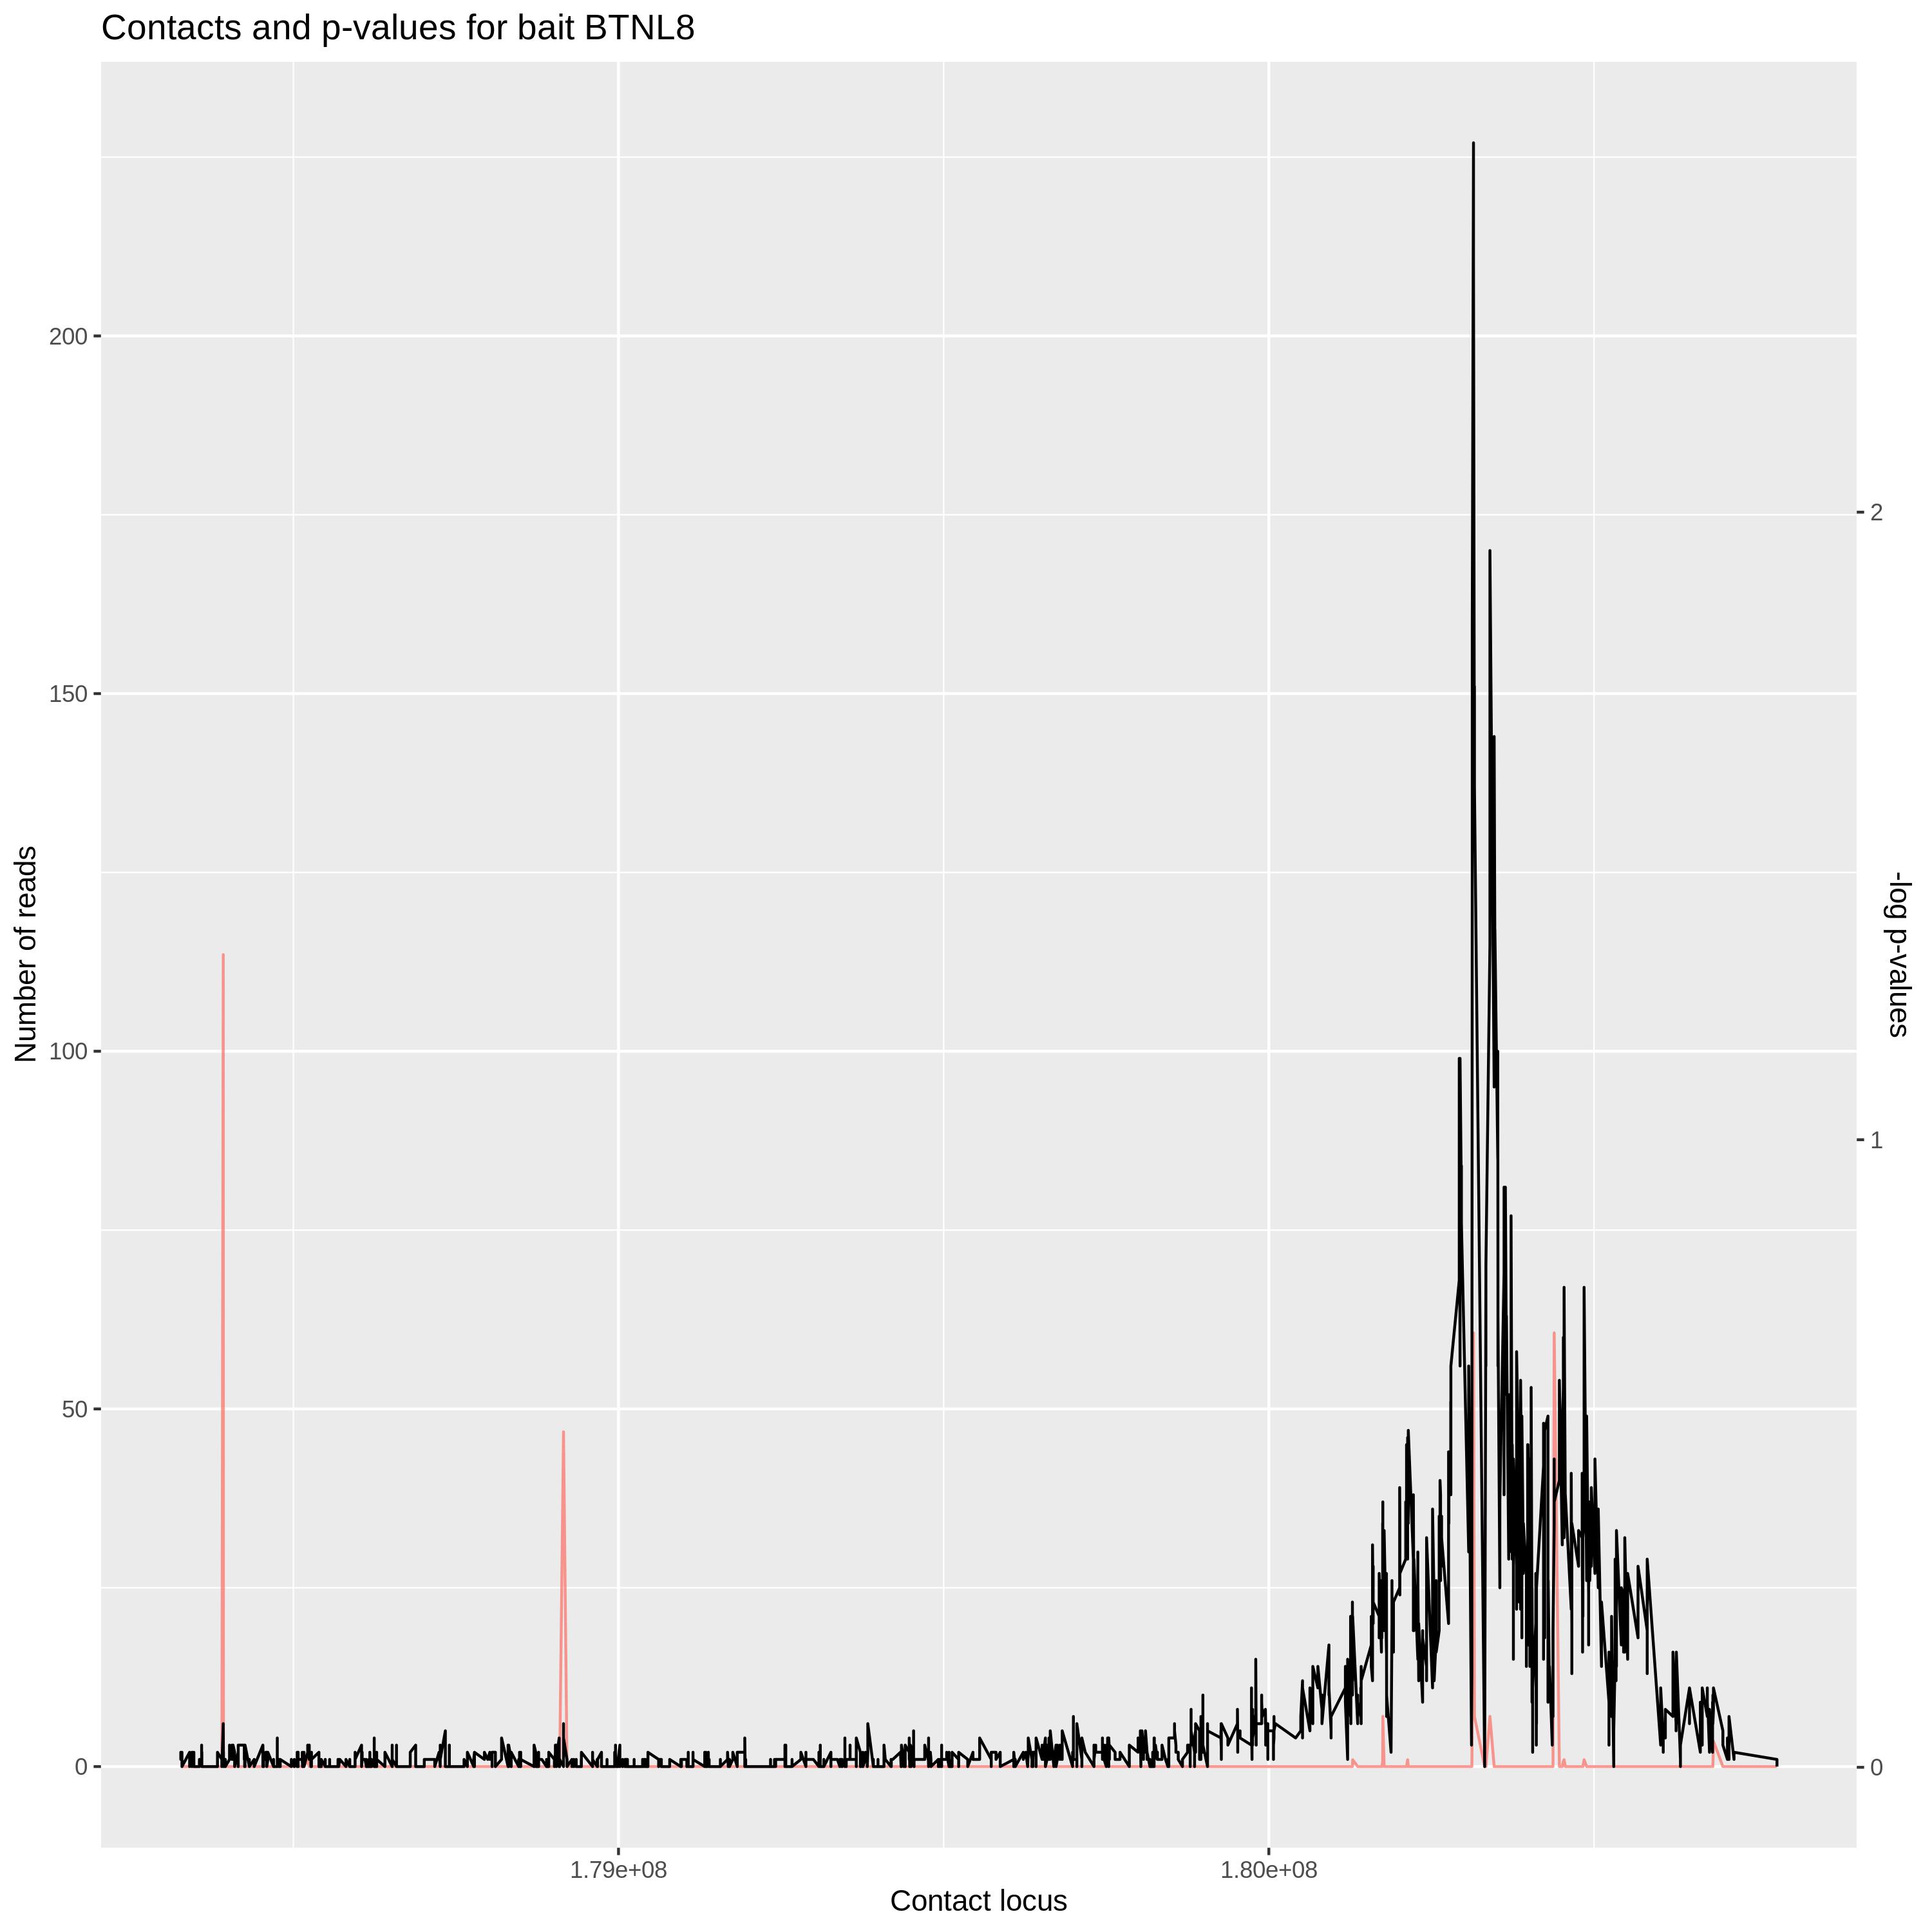 Contacts and p-values for bait BTNL8
Number of reads
200
150
100
50
0
2
1
0
-log p-values
1.79e+08
1.80e+08
Contact locus